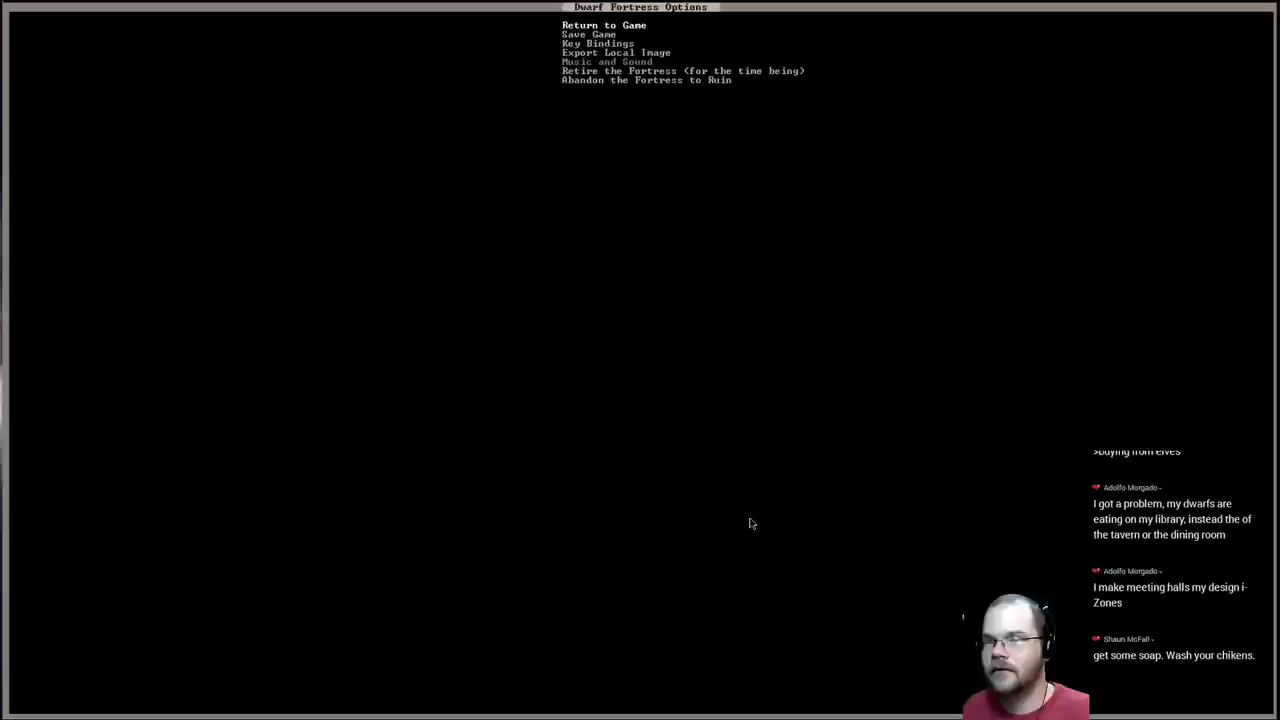 Dwarf Fortress Options
Return to Game
Save Game
Key Bindings
Export Local Image
Music and Sound
Retire the Fortress (for the time being)
Abandon the Fortress to Ruin
>buying from elves
Adolfo Morgado
I got a problem, my dwarfs are
eating on my library, instead the of
the tavern or the dining room
Adolfo Morgado
I make meeting halls my design i-
Zones
Shaun McFall
get some soap. Wash your chikens.